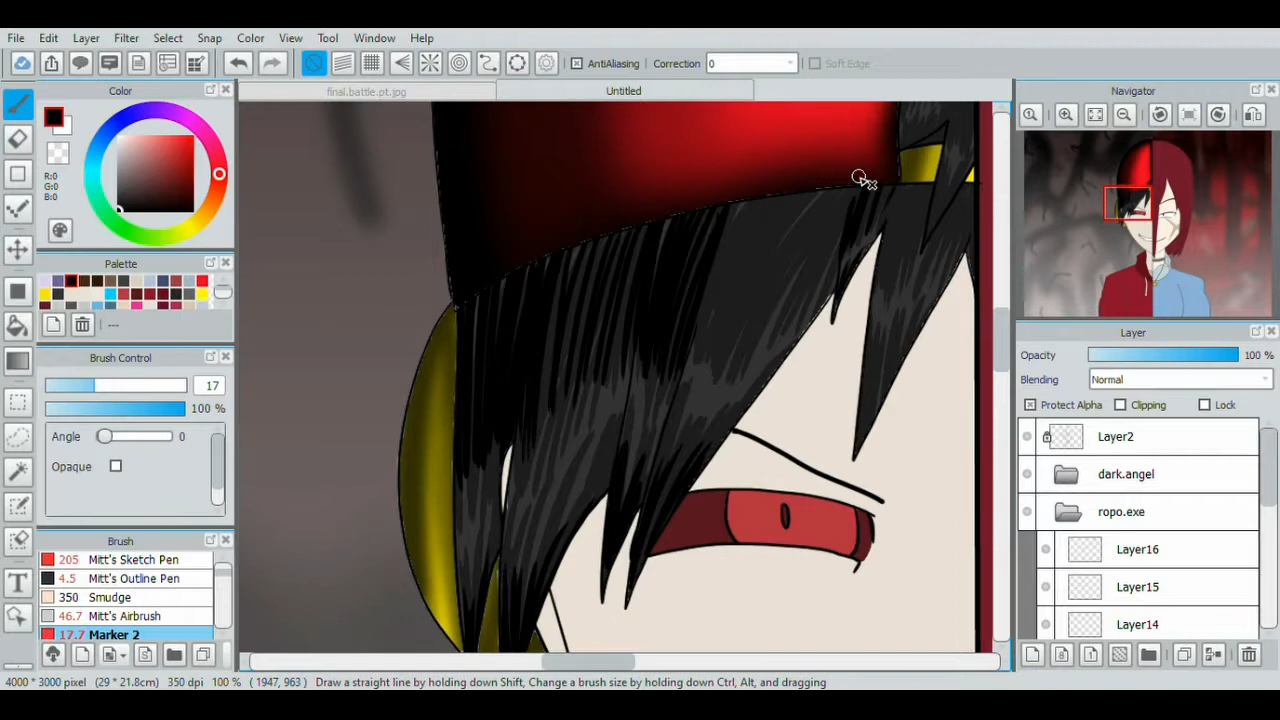 File Edit Layer Filter Select Snap Color View Tool Window Help
AntiAliasing Correction 0 Soft Edge
Color
R:0
G:0
B:0
Palette
---
Brush Control
17
100 %
Angle 0
Opaque
Brush
205 Mitt's Sketch Pen
4.5 Mitt's Outline Pen
350 Smudge
46.7 Mitt's Airbrush
17.7 Marker 2
final.battle.pt.jpg Untitled
Navigator
Layer
Opacity 100 %
Blending Normal
Protect Alpha Clipping Lock
Layer2
dark.angel
ropo.exe
Layer16
Layer15
Layer14
4000 * 3000 pixel (29 * 21.8cm) 350 dpi 100 % ( 1947, 963 ) Draw a straight line by holding down Shift, Change a brush size by holding down Ctrl, Alt, and dragging